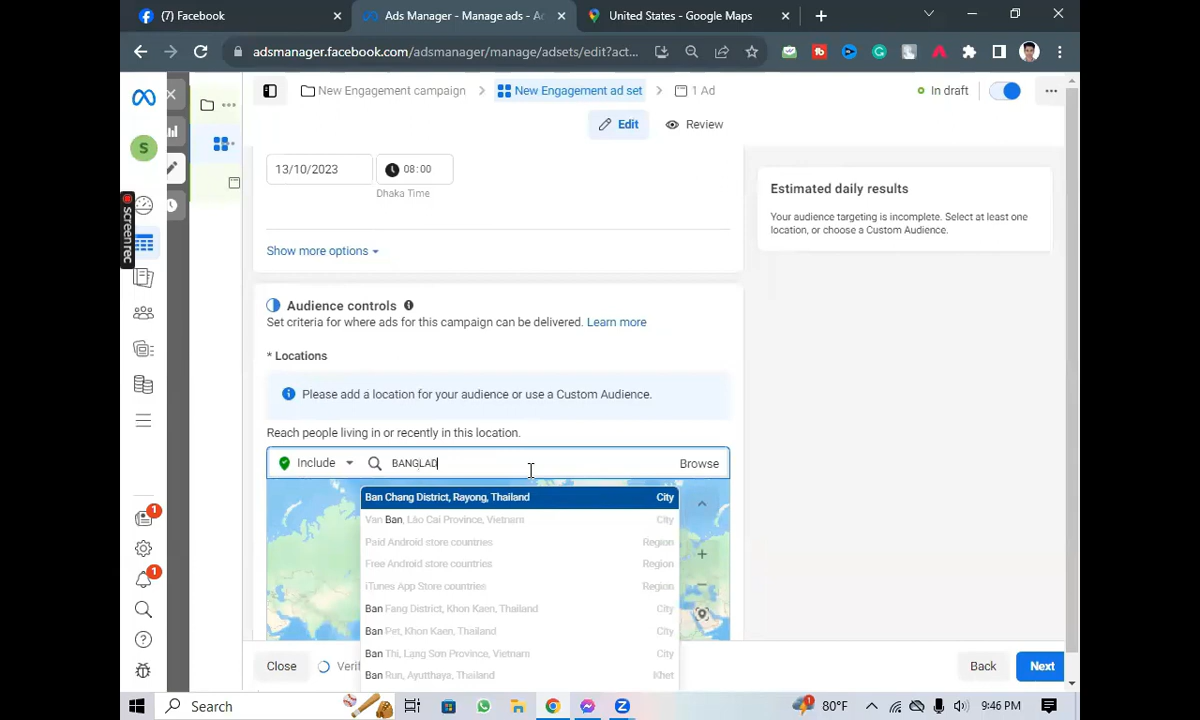 (7) Facebook
Ads Manager - Manage ads - A
United States - Google Maps
adsmanager.facebook.com/adsmanager/manage/adsets/edit?act...
New Engagement campaign
New Engagement ad set
1 Ad
In draft
Edit
Review
S
13/10/2023
08:00
Dhaka Time
Show more options
Estimated daily results
Your audience targeting is incomplete. Select at least one
location, or choose a Custom Audience.
screenrec
Audience controls
Set criteria for where ads for this campaign can be delivered. Learn more
* Locations
Please add a location for your audience or use a Custom Audience.
Reach people living in or recently in this location.
Include
BANGLAD
Browse
Ban Chang District, Rayong, Thailand City
Van Ban, Lào Cai Province, Vietnam City
Paid Android store countries Region
Free Android store countries Region
iTunes App Store countries Region
Ban Fang District, Khon Kaen, Thailand City
Ban Pet, Khon Kaen, Thailand City
Ban Thi, Lang Son Province, Vietnam City
Ban Run, Ayutthaya, Thailand Khet
1
1
Close
Verif
Back
Next
Search
1
80°F
9:46 PM